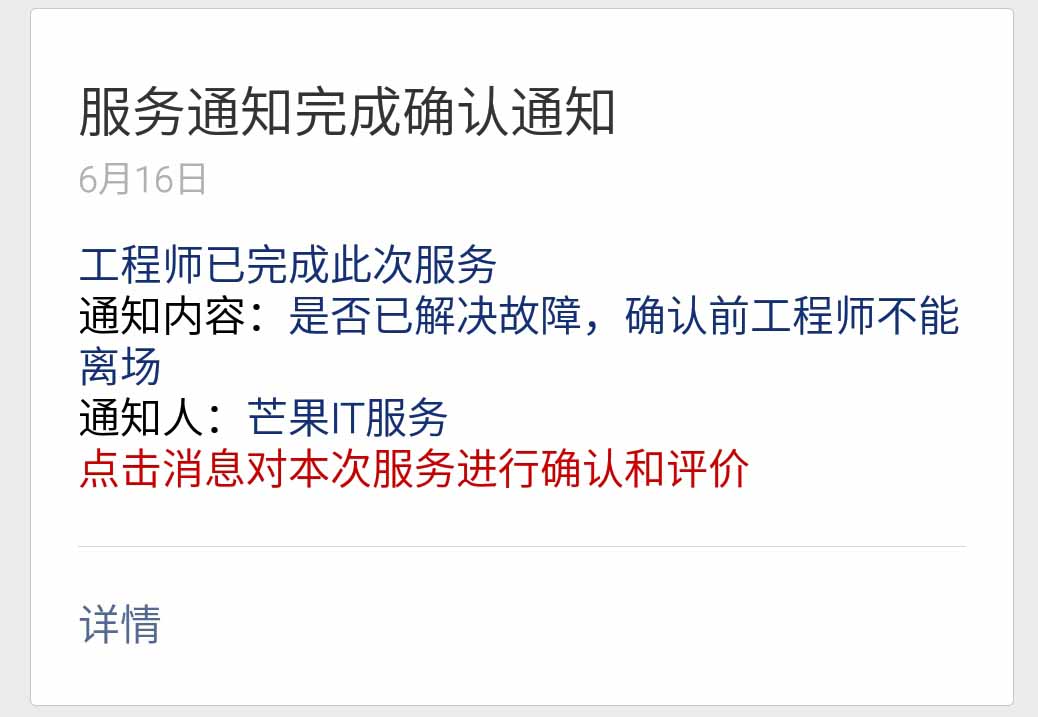 服务通知完成确认通知
6月16日
工程师已完成此次服务
通知内容：是否已解决故障，确认前工程师不能
离场
通知人：芒果IT服务
点击消息对本次服务进行确认和评价
详情